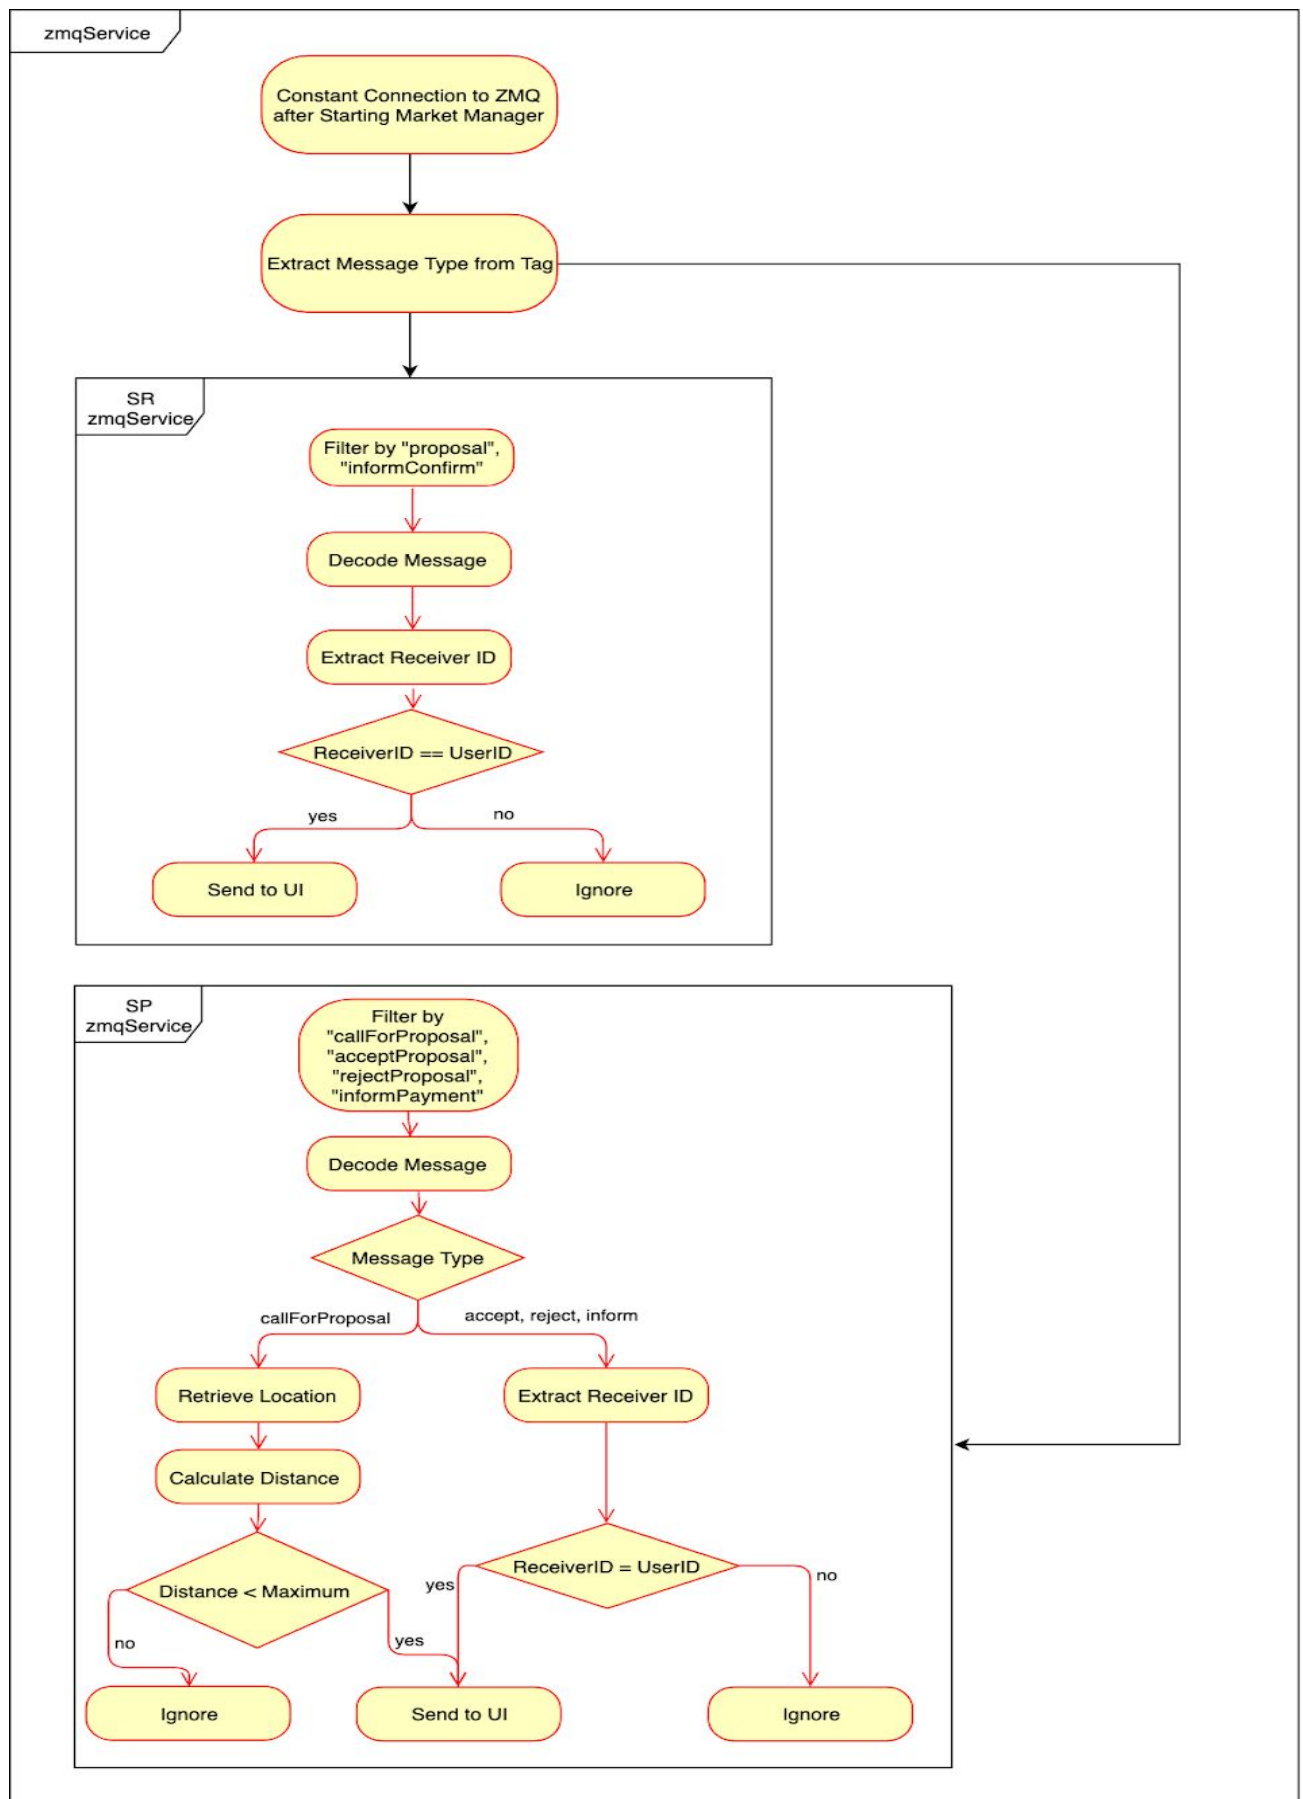 zmqService
Constant Connection to ZMQ
after Starting Market Manager
Extract Message Type from Tag
SR
zmqService
Filter by "proposal",
"informConfirm"
Decode Message
Extract Receiver ID
ReceiverID == UserID
yes
no
Send to UI
Ignore
SP
zmqService
Filter by
"callForProposal",
"acceptProposal",
"rejectProposal",
"informPayment"
Decode Message
Message Type
callForProposal
accept, reject, inform
Retrieve Location
Extract Receiver ID
Calculate Distance
Distance < Maximum
ReceiverID = UserID
yes
no
no
yes
Ignore
Send to UI
Ignore